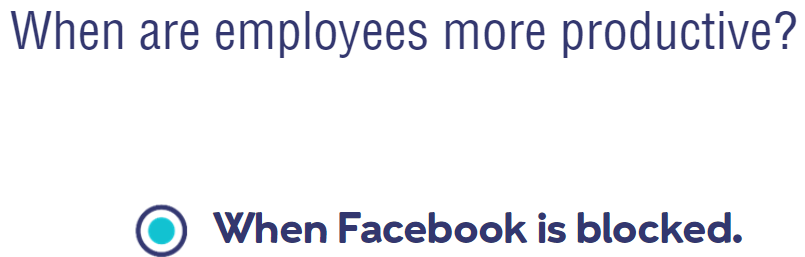 When are employees more productive?
When Facebook is blocked.